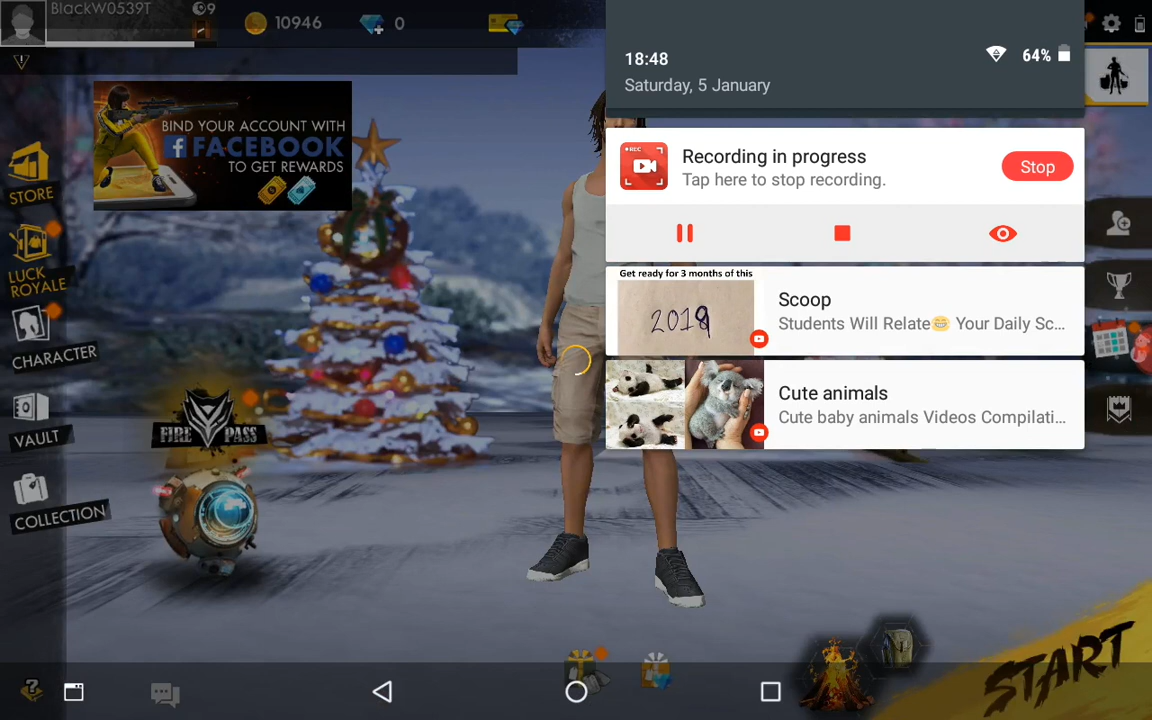 BlackW0539T
9
10946
0
18:48
64%
Saturday, 5 January
BIND YOUR ACCOUNT WITH
FACEBOOK
TO GET REWARDS
REC
Recording in progress
Tap here to stop recording.
Stop
STORE
LUCK
ROYALE
CHARACTER
VAULT
COLLECTION
FIRE PASS
Get ready for 3 months of this
2018
Scoop
Students Will Relate😁 Your Daily Sc...
Cute animals
Cute baby animals Videos Compilati...
START